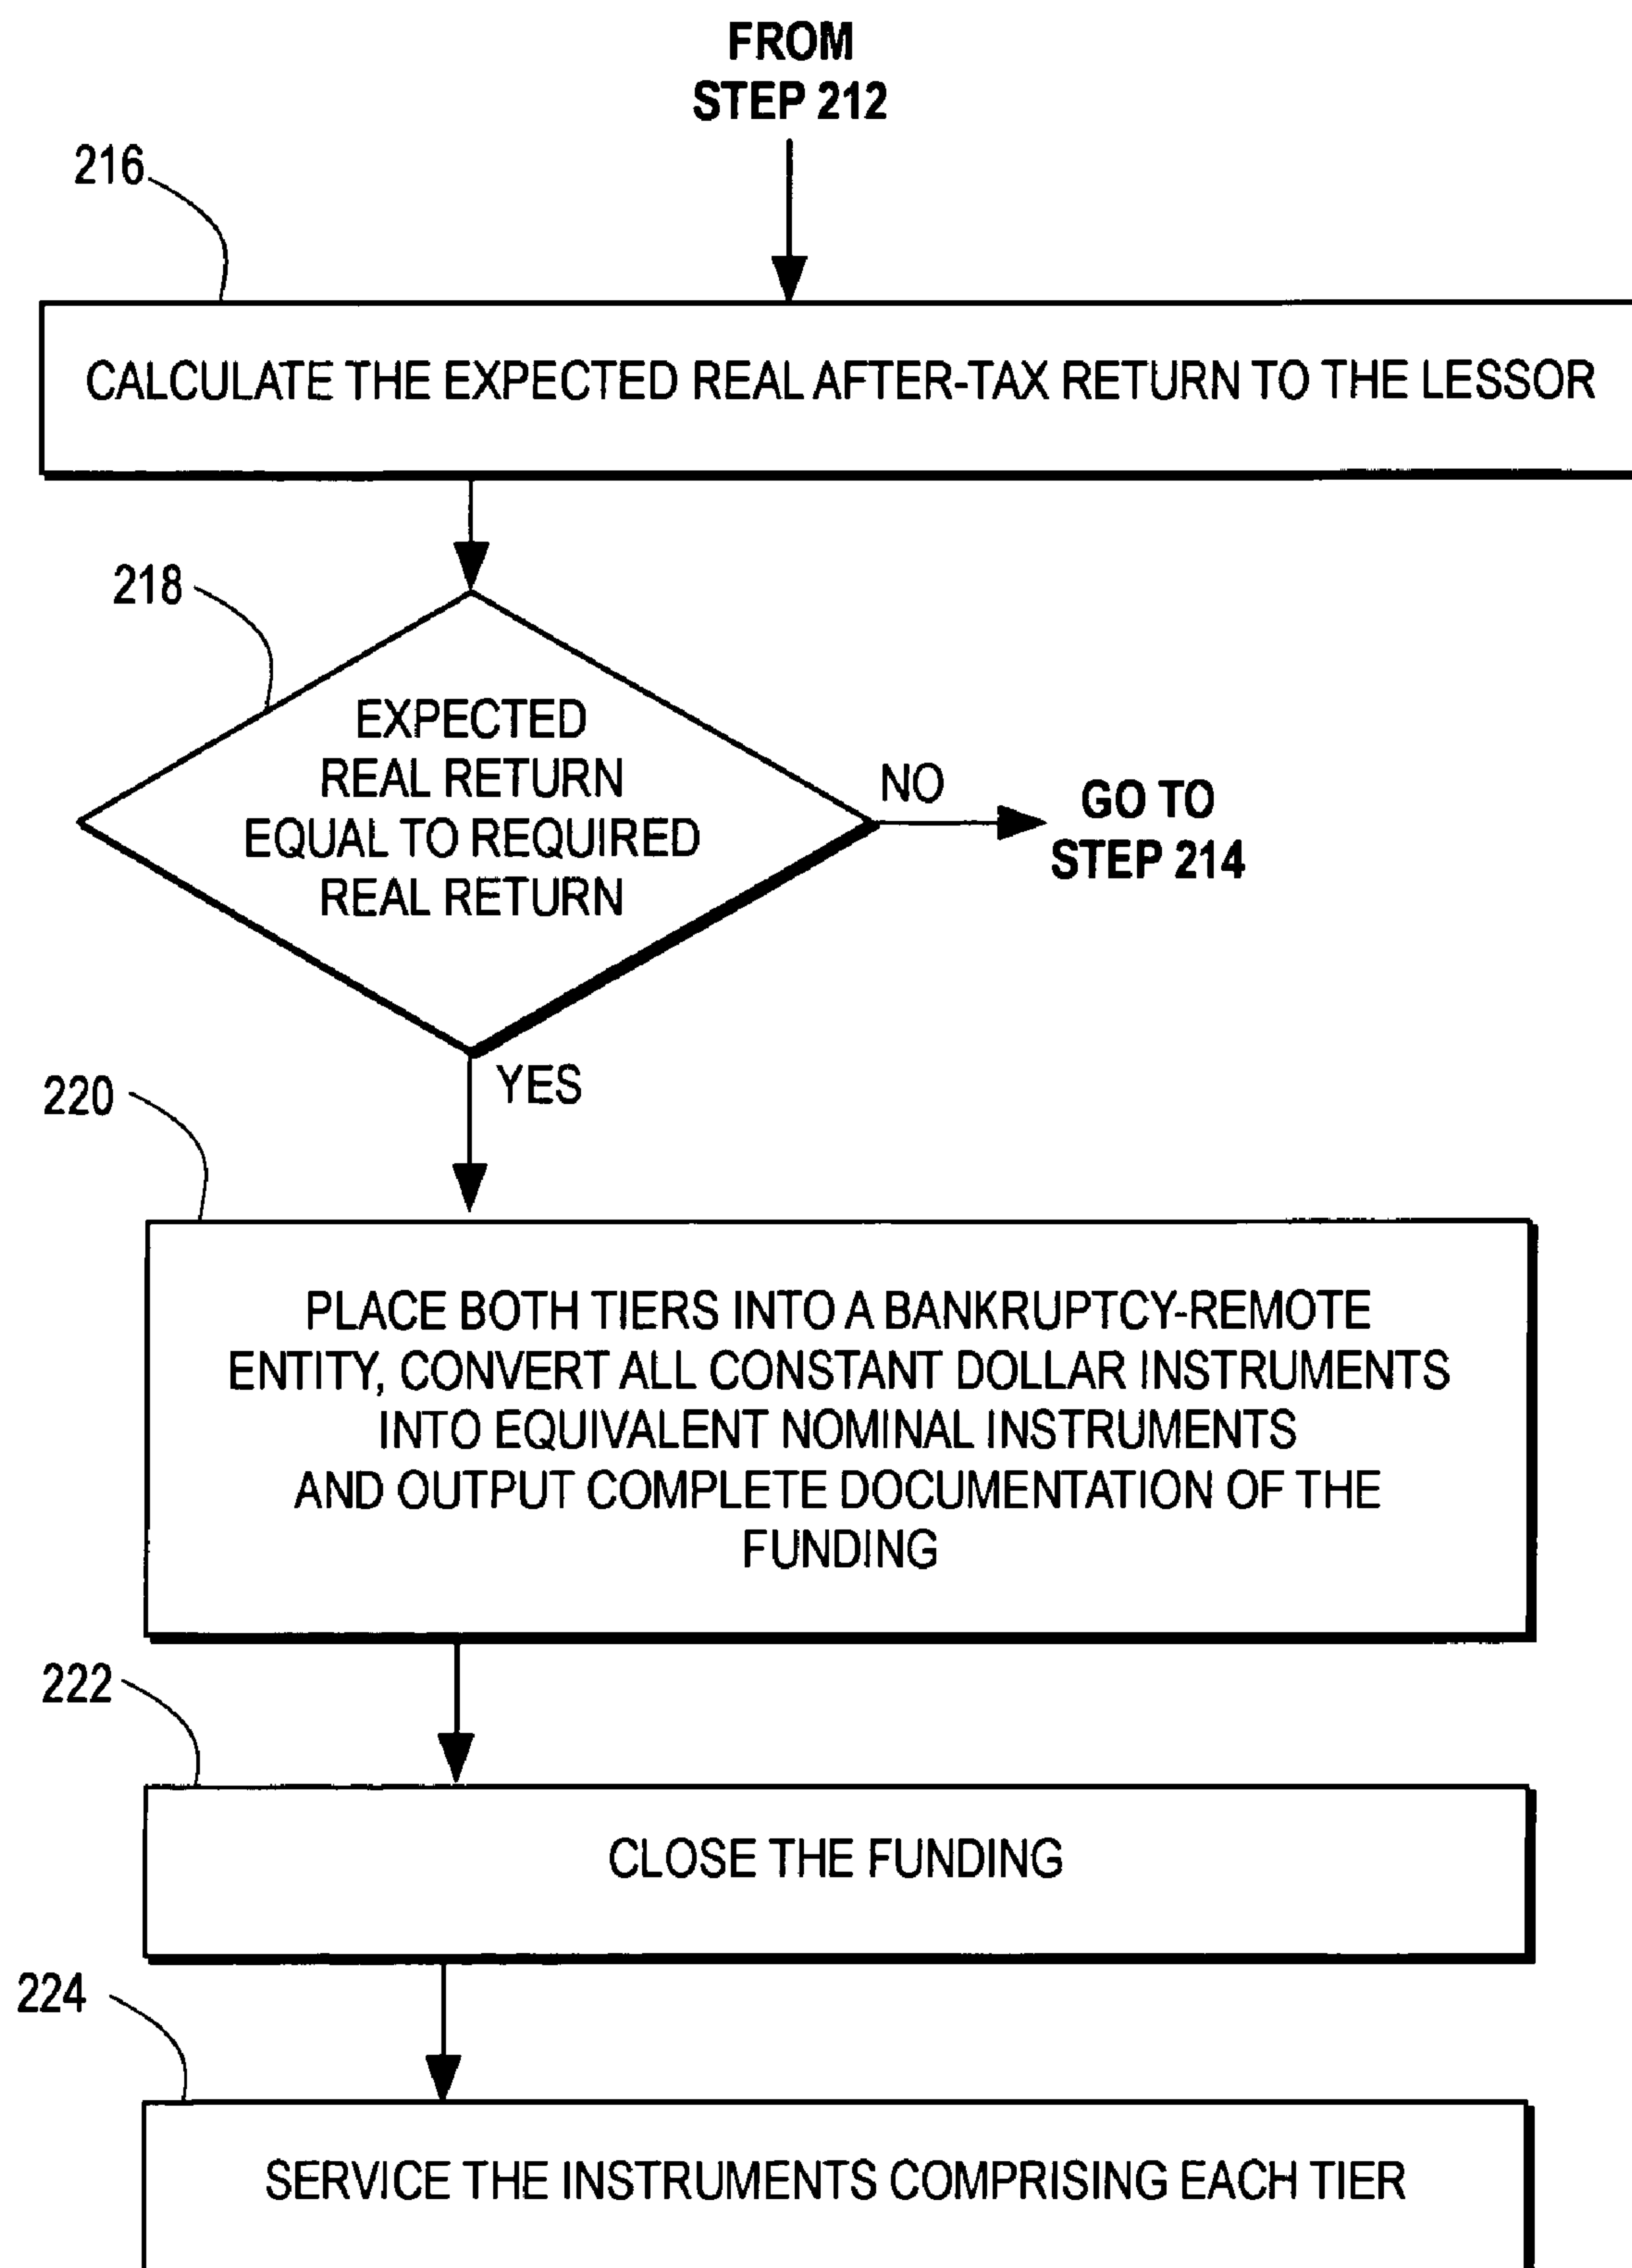 FROM
STEP 212
216
CALCULATE THE EXPECTED REAL AFTER-TAX RETURN TO THE LESSOR
218
EXPECTED
REAL RETURN
EQUAL TO REQUIRED
REAL RETURN
NO
GO TO
STEP 214
YES
220
PLACE BOTH TIERS INTO A BANKRUPTCY-REMOTE
ENTITY, CONVERT ALL CONSTANT DOLLAR INSTRUMENTS
INTO EQUIVALENT NOMINAL INSTRUMENTS
AND OUTPUT COMPLETE DOCUMENTATION OF THE
FUNDING
222
CLOSE THE FUNDING
224
SERVICE THE INSTRUMENTS COMPRISING EACH TIER